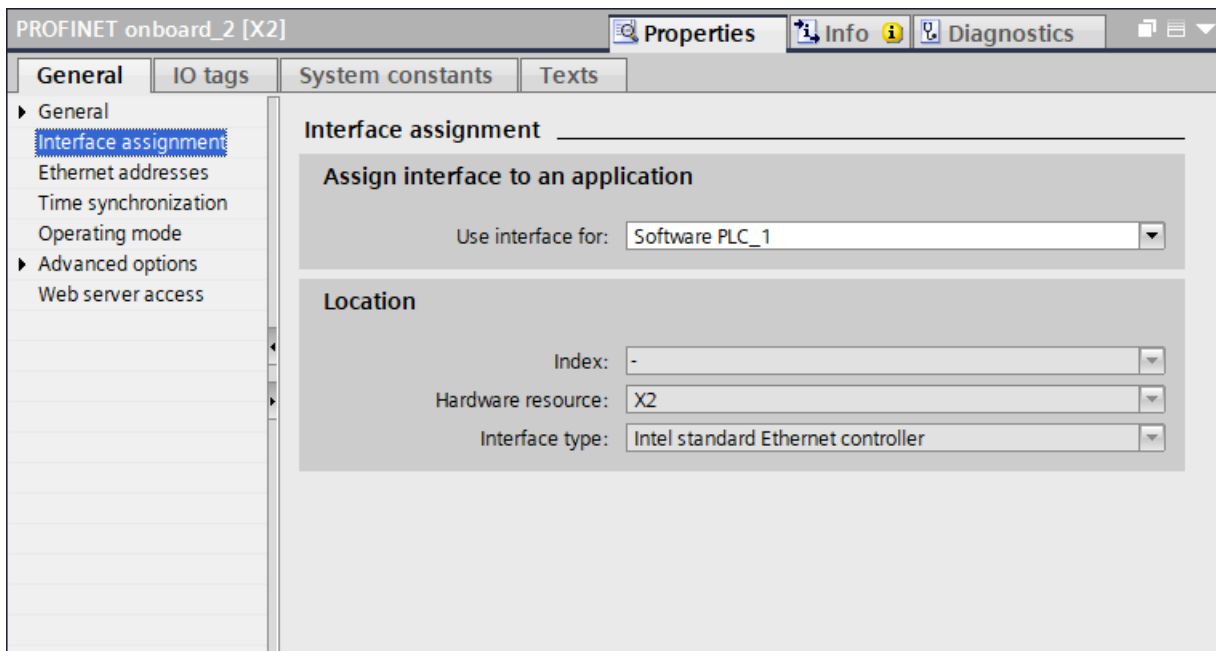 PROFINET onboard_2 [X2]
Properties
Info
Diagnostics
General
IO tags
System constants
Texts
General
Interface assignment
Ethernet addresses
Time synchronization
Operating mode
Advanced options
Web server access
Interface assignment
Assign interface to an application
Use interface for: Software PLC_1
Location
Index: -
Hardware resource: X2
Interface type: Intel standard Ethernet controller